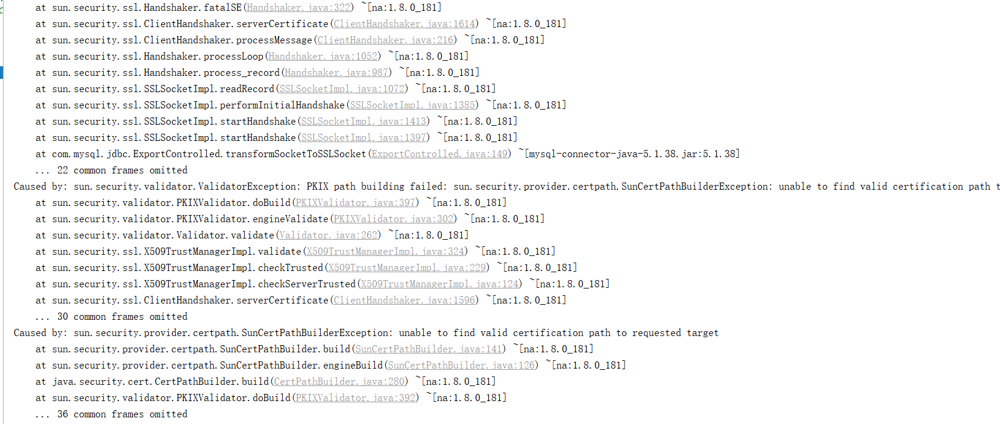 at sun.security.ssl.Handshaker.fatalSE(Handshaker.java:322) ~[na:1.8.0_181]
at sun.security.ssl.ClientHandshaker.serverCertificate(ClientHandshaker.java:1614) ~[na:1.8.0_181]
at sun.security.ssl.ClientHandshaker.processMessage(ClientHandshaker.java:216) ~[na:1.8.0_181]
at sun.security.ssl.Handshaker.processLoop(Handshaker.java:1052) ~[na:1.8.0_181]
at sun.security.ssl.Handshaker.process_record(Handshaker.java:987) ~[na:1.8.0_181]
at sun.security.ssl.SSLSocketImpl.readRecord(SSLSocketImpl.java:1072) ~[na:1.8.0_181]
at sun.security.ssl.SSLSocketImpl.performInitialHandshake(SSLSocketImpl.java:1385) ~[na:1.8.0_181]
at sun.security.ssl.SSLSocketImpl.startHandshake(SSLSocketImpl.java:1413) ~[na:1.8.0_181]
at sun.security.ssl.SSLSocketImpl.startHandshake(SSLSocketImpl.java:1397) ~[na:1.8.0_181]
at com.mysql.jdbc.ExportControlled.transformSocketToSSLSocket(ExportControlled.java:149) ~[mysql-connector-java-5.1.38.jar:5.1.38]
... 22 common frames omitted
Caused by: sun.security.validator.ValidatorException: PKIX path building failed: sun.security.provider.certpath.SunCertPathBuilderException: unable to find valid certification path t
at sun.security.validator.PKIXValidator.doBuild(PKIXValidator.java:397) ~[na:1.8.0_181]
at sun.security.validator.PKIXValidator.engineValidate(PKIXValidator.java:302) ~[na:1.8.0_181]
at sun.security.validator.Validator.validate(Validator.java:262) ~[na:1.8.0_181]
at sun.security.ssl.X509TrustManagerImpl.validate(X509TrustManagerImpl.java:324) ~[na:1.8.0_181]
at sun.security.ssl.X509TrustManagerImpl.checkTrusted(X509TrustManagerImpl.java:229) ~[na:1.8.0_181]
at sun.security.ssl.X509TrustManagerImpl.checkServerTrusted(X509TrustManagerImpl.java:124) ~[na:1.8.0_181]
at sun.security.ssl.ClientHandshaker.serverCertificate(ClientHandshaker.java:1596) ~[na:1.8.0_181]
... 30 common frames omitted
Caused by: sun.security.provider.certpath.SunCertPathBuilderException: unable to find valid certification path to requested target
at sun.security.provider.certpath.SunCertPathBuilder.build(SunCertPathBuilder.java:141) ~[na:1.8.0_181]
at sun.security.provider.certpath.SunCertPathBuilder.engineBuild(SunCertPathBuilder.java:126) ~[na:1.8.0_181]
at java.security.cert.CertPathBuilder.build(CertPathBuilder.java:280) ~[na:1.8.0_181]
at sun.security.validator.PKIXValidator.doBuild(PKIXValidator.java:392) ~[na:1.8.0_181]
... 36 common frames omitted